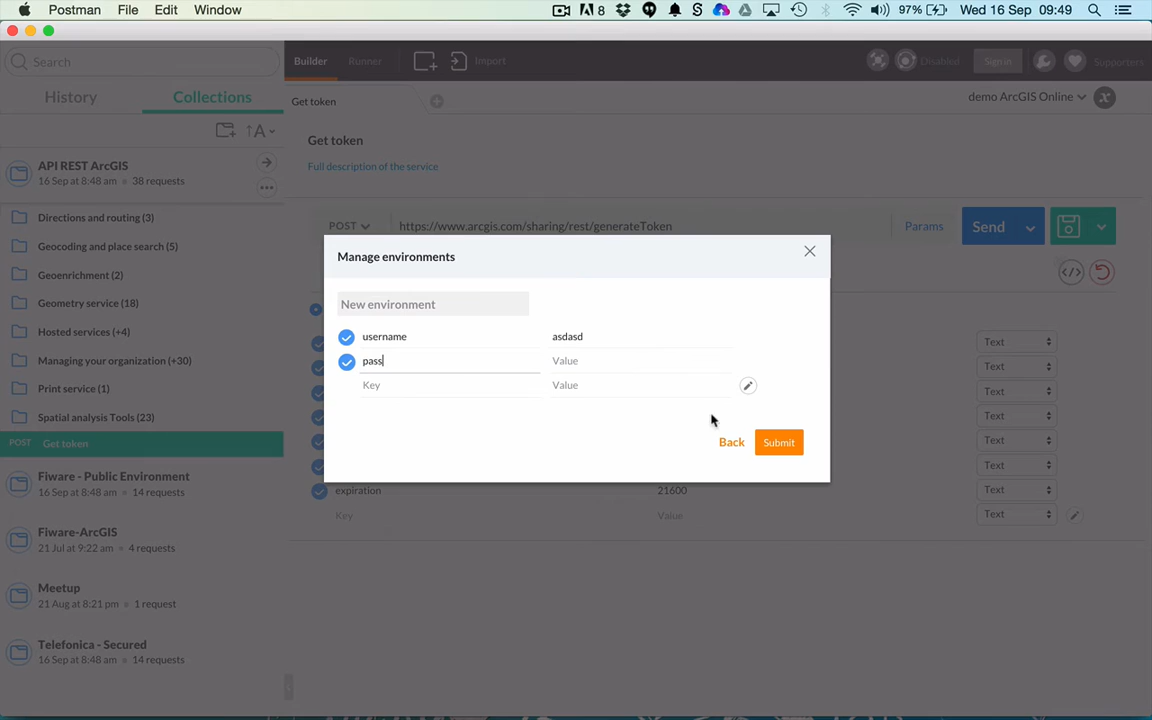 Postman File Edit Window 8 97% Wed 16 Sep 09:49
Search
Builder Runner Import Disabled Sign in Supporters
History Collections
Get token
demo ArcGIS Online
A
API REST ArcGIS
16 Sep at 8:48 am 38 requests
Directions and routing (3)
Geocoding and place search (5)
Geoenrichment (2)
Geometry service (18)
Hosted services (+4)
Managing your organization (+30)
Print service (1)
Spatial analysis Tools (23)
POST Get token
Fiware - Public Environment
16 Sep at 8:48 am 14 requests
Fiware-ArcGIS
21 Jul at 9:22 am 4 requests
Meetup
21 Aug at 8:21 pm 1 request
Telefonica - Secured
16 Sep at 8:48 am 14 requests
Get token
Full description of the service
POST https://www.arcgis.com/sharing/rest/generateToken Params Send
Manage environments
New environment
username asdasd
pass Value
Key Value
Back Submit
Text
Text
Text
Text
Text
Text
expiration 21600 Text
Key Value Text